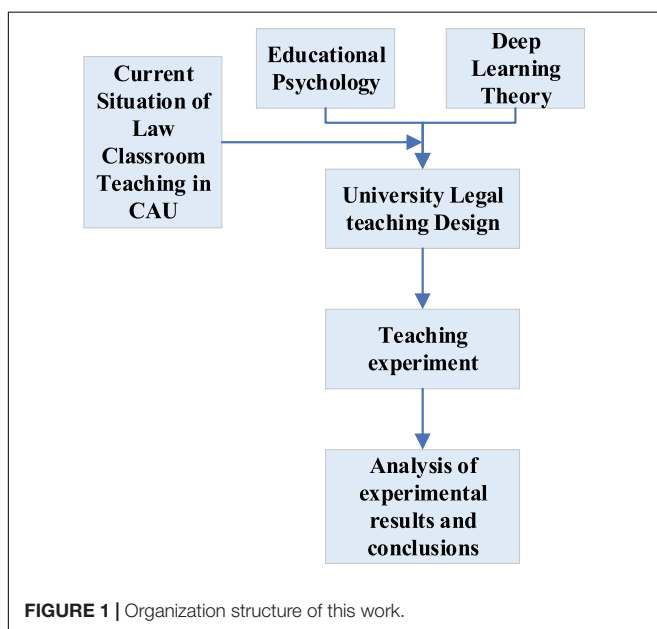 Current
Situation of
Law
Classroom
Teaching in
CAU
Educational
Psychology
Deep
Learning
Theory
University Legal
teaching Design
Teaching
experiment
Analysis of
experimental
results and
conclusions
FIGURE 1 | Organization structure of this work.